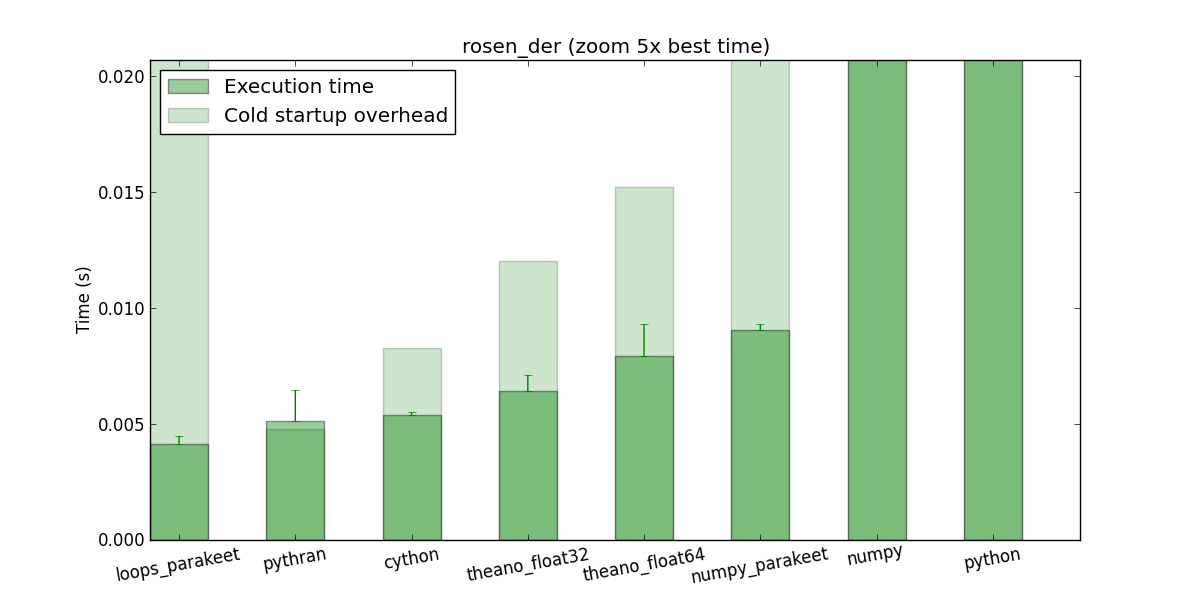 rosen_der (zoom 5x best time)
Execution time
Cold startup overhead
0.020
0.015
0.010
0.005
0.000
Time (s)
loops_parakeet
pythran
cython
theano_float32
theano_float64
numpy_parakeet
numpy
python